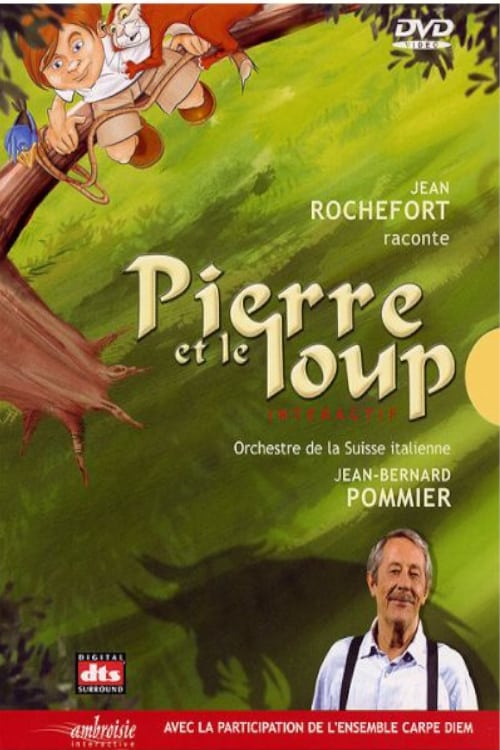 DVD
VIDEO
JEAN
ROCHEFORT
raconte
Pierre
et le loup
INTERACTIF
Orchestre de la Suisse italienne
JEAN-BERNARD
POMMIER
DIGITAL
dts
SURROUND
ambroisie
interactive
AVEC LA PARTICIPATION DE L'ENSEMBLE CARPE DIEM